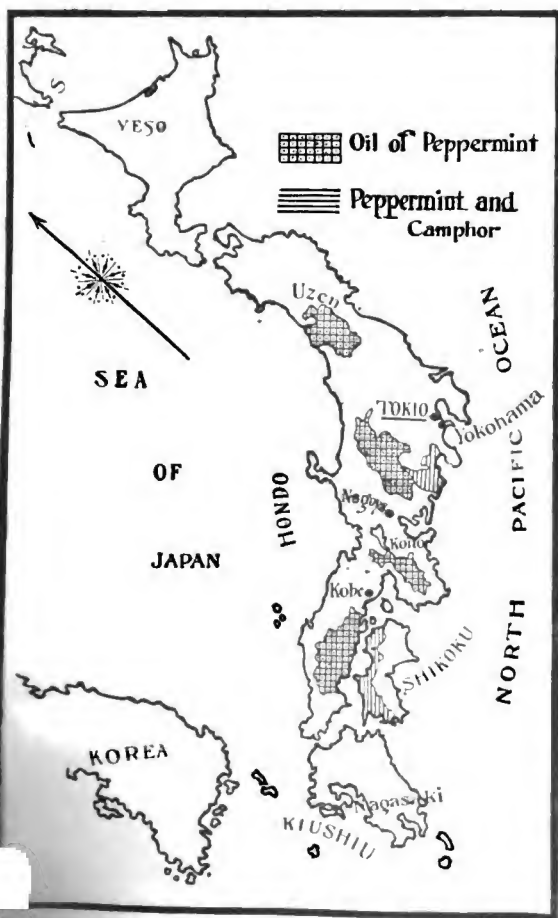 S
YESO
Oil of Peppermint
Peppermint and
Camphor
Uzen
SEA
OF
JAPAN
OCEAN
PACIFIC
NORTH
TOKIO
Yokohama
HONDO
Nagoya
Kioto
Kobe
SHIKOKU
KOREA
Nagasaki
KIUSHIU